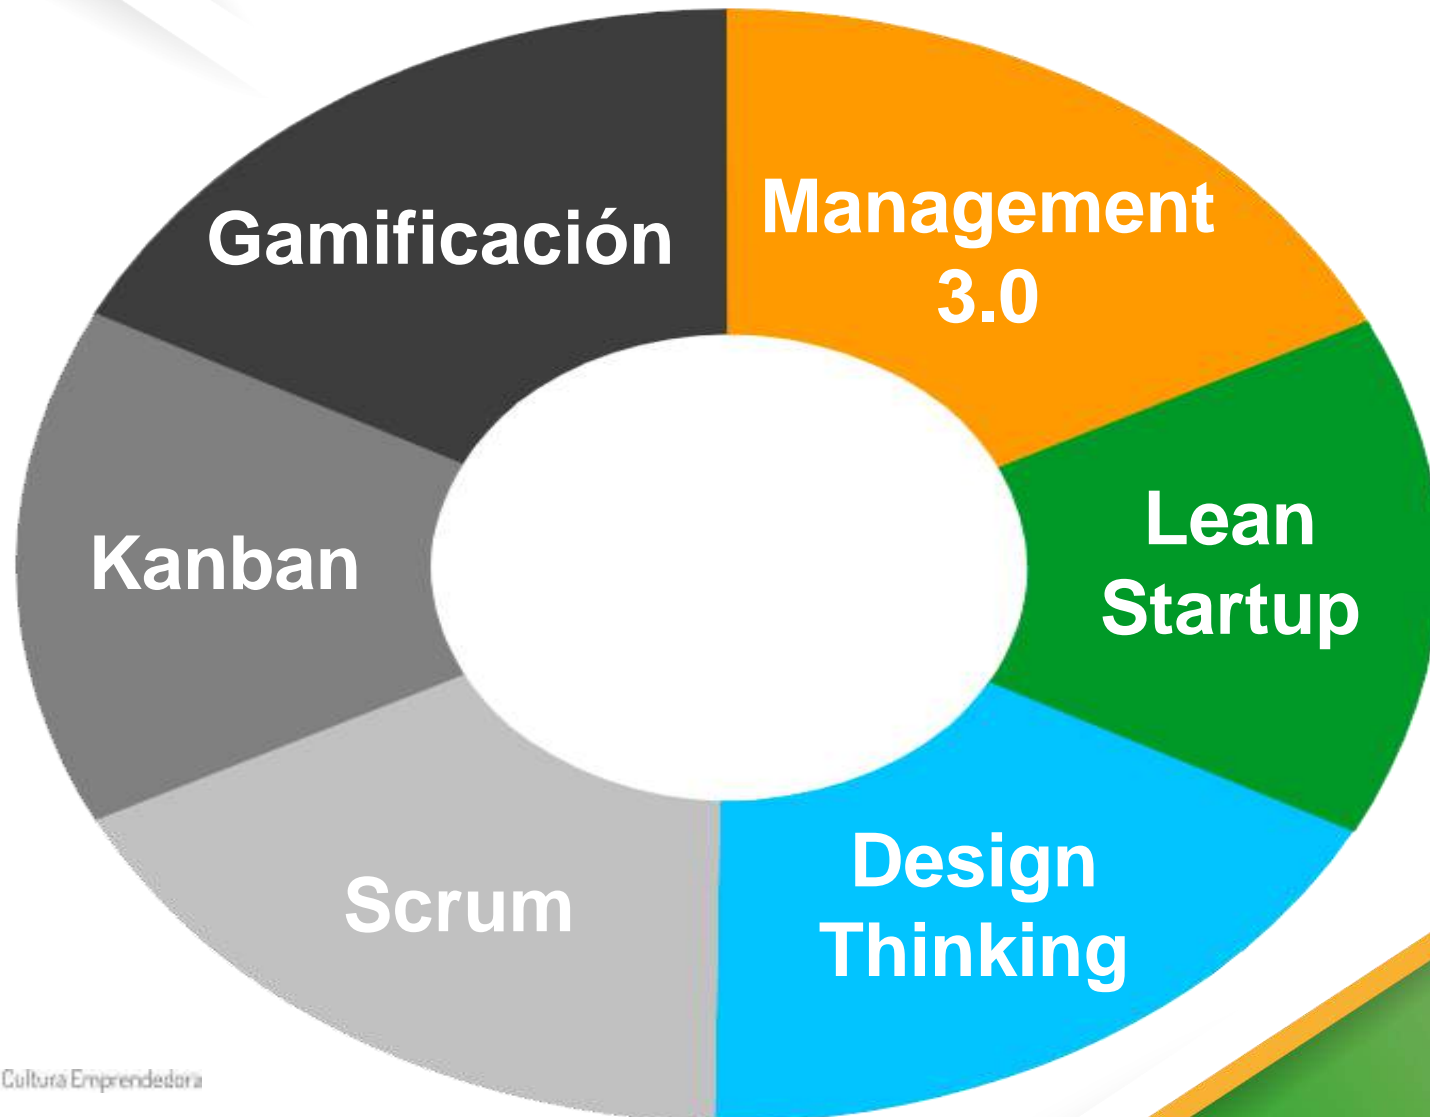 Gamificación
Management
3.0
Kanban
Lean
Startup
Scrum
Design
Thinking
Cultura Emprendedora